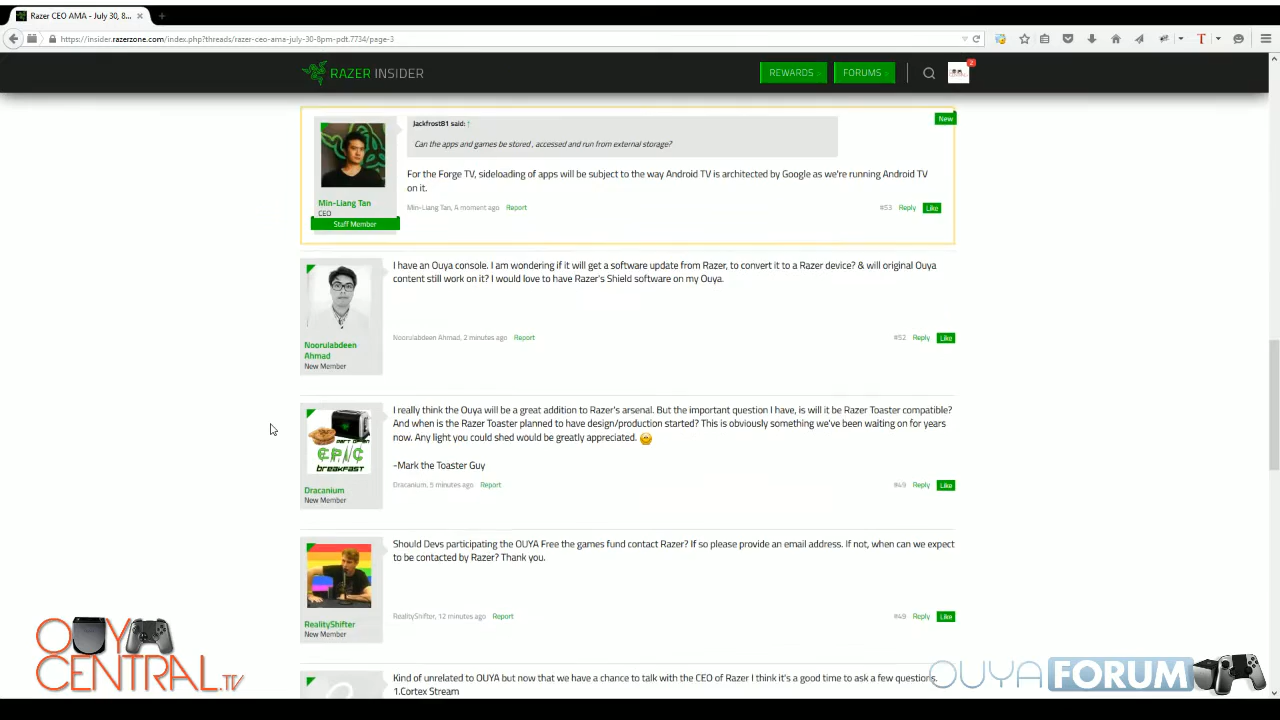 Razer CEO AMA - July 30, 8...
https://insider.razerzone.com/index.php?threads/razer-ceo-ama-july-30-8pm-pdt.7734/page-3
RAZER INSIDER
REWARDS
FORUMS
2
New
Jackfrost81 said: ↑
Can the apps and games be stored , accessed and run from external storage?
For the Forge TV, sideloading of apps will be subject to the way Android TV is architected by Google as we're running Android TV
on it.
Min-Liang Tan
CEO
Staff Member
Min-Liang Tan, A moment ago Report
#53 Reply Like
I have an Ouya console. I am wondering if it will get a software update from Razer, to convert it to a Razer device? & will original Ouya
content still work on it? I would love to have Razer's Shield software on my Ouya.
Noorulabdeen
Ahmad
New Member
Noorulabdeen Ahmad, 2 minutes ago Report
#52 Reply Like
I really think the Ouya will be a great addition to Razer's arsenal. But the important question I have, is will it be Razer Toaster compatible?
And when is the Razer Toaster planned to have design/production started? This is obviously something we've been waiting on for years
now. Any light you could shed would be greatly appreciated.
-Mark the Toaster Guy
EPIC
breakfast
Dracanium
New Member
Dracanium, 5 minutes ago Report
#49 Reply Like
Should Devs participating the OUYA Free the games fund contact Razer? If so please provide an email address. If not, when can we expect
to be contacted by Razer? Thank you.
RealityShifter
New Member
RealityShifter, 12 minutes ago Report
#49 Reply Like
Kind of unrelated to OUYA but now that we have a chance to talk with the CEO of Razer I think it's a good time to ask a few questions.
1.Cortex Stream
OUYA
CENTRAL.TV
OUYAFORUM